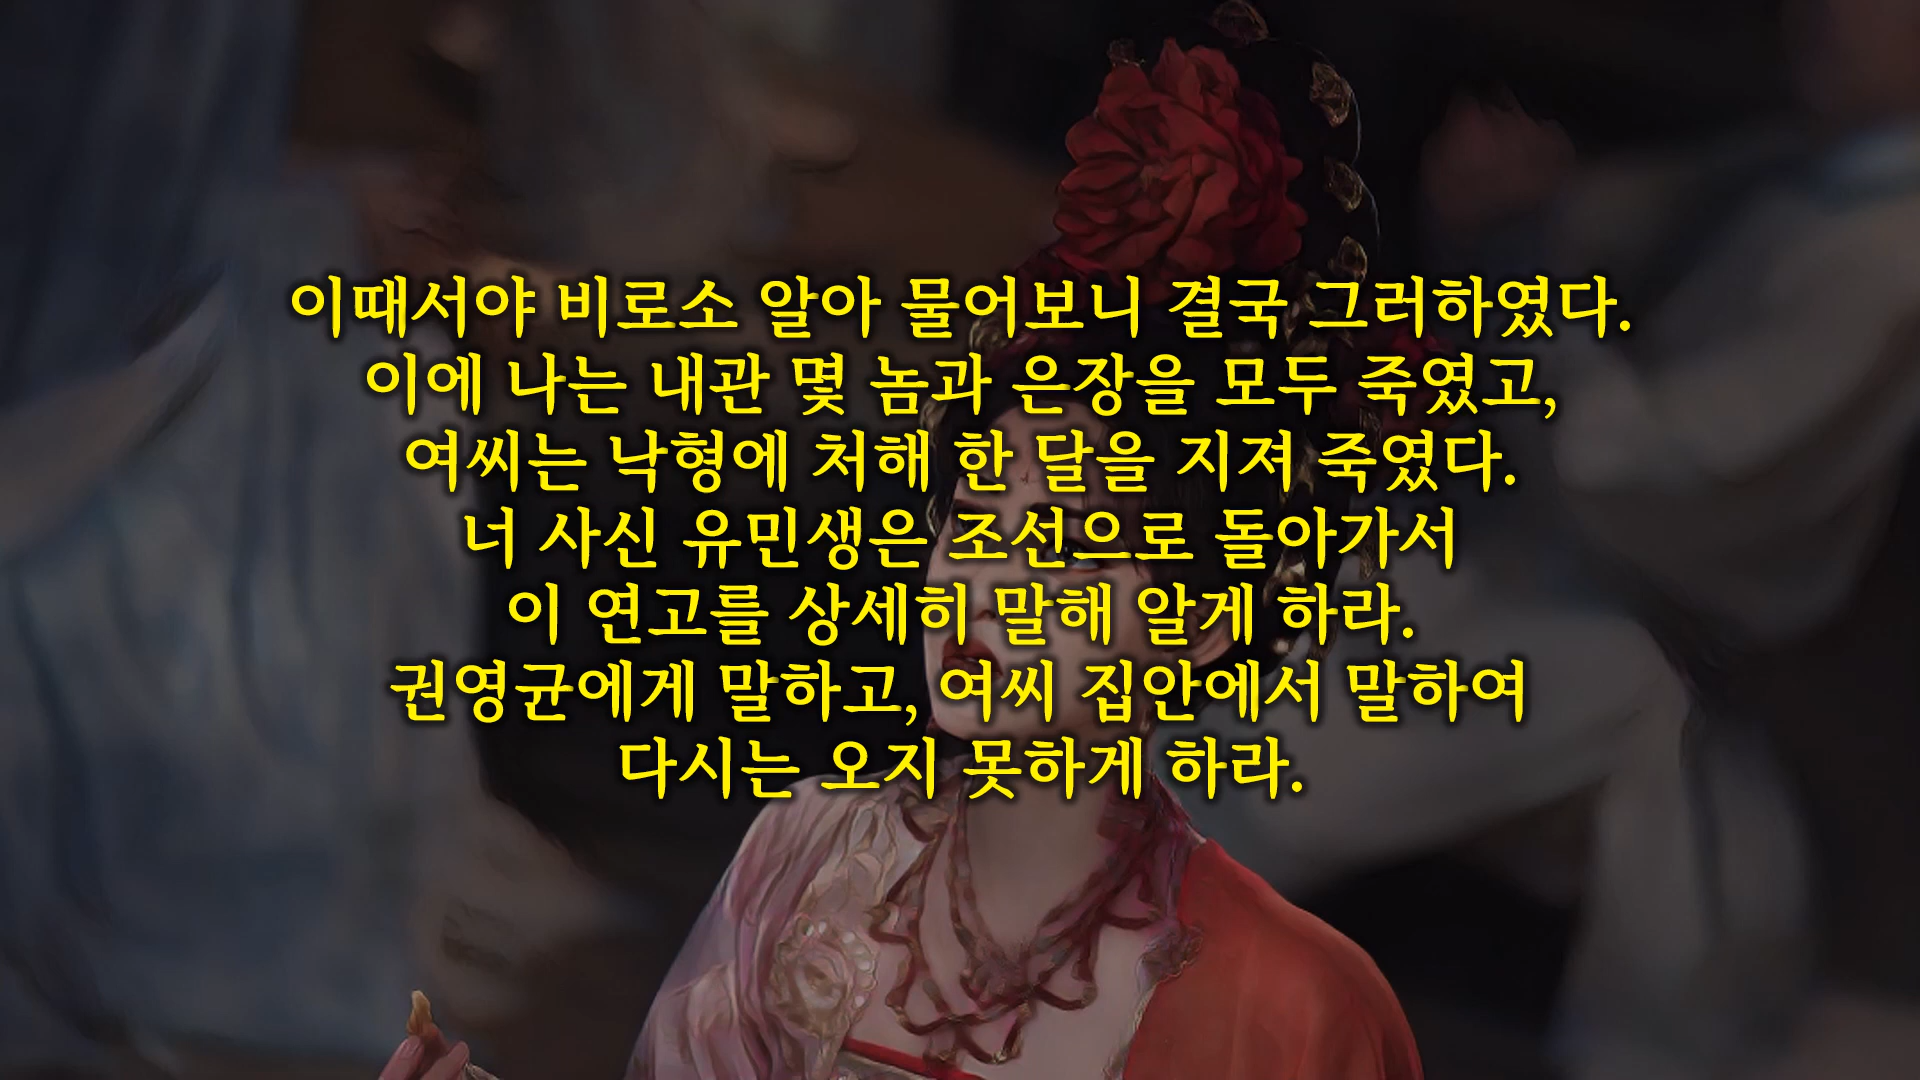 이때서야 비로소 알아 물어보니 결국 그러하였다.
이에 나는 내관 몇 놈과 은장을 모두 죽였고,
여씨는 낙형에 처해 한 달을 지져 죽였다.
너 사신 유민생은 조선으로 돌아가서
이 연고를 상세히 말해 알게 하라.
권영균에게 말하고, 여씨 집안에서 말하여
다시는 오지 못하게 하라.